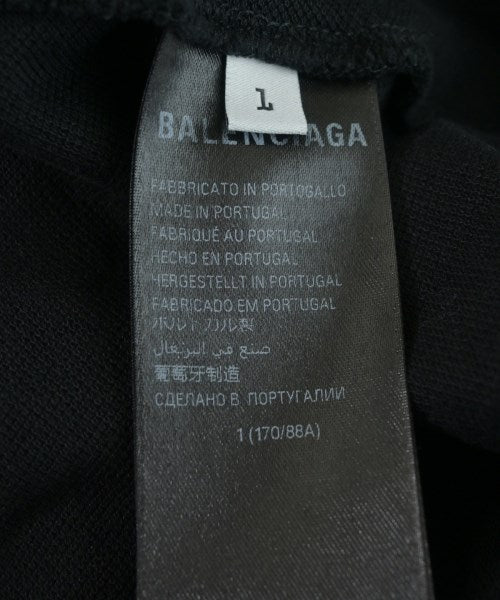 1
BALENCIAGA
FABBRICATO IN PORTOGALLO
MADE IN PORTUGAL
FABRIQUÉ AU PORTUGAL
HECHO EN PORTUGAL
HERGESTELLT IN PORTUGAL
FABRICADO EM PORTUGAL
ポルトガル製
صنع في البرتغال
葡萄牙制造
СДЕЛАНО В ПОРТУГАЛИИ
1 (170/88A)